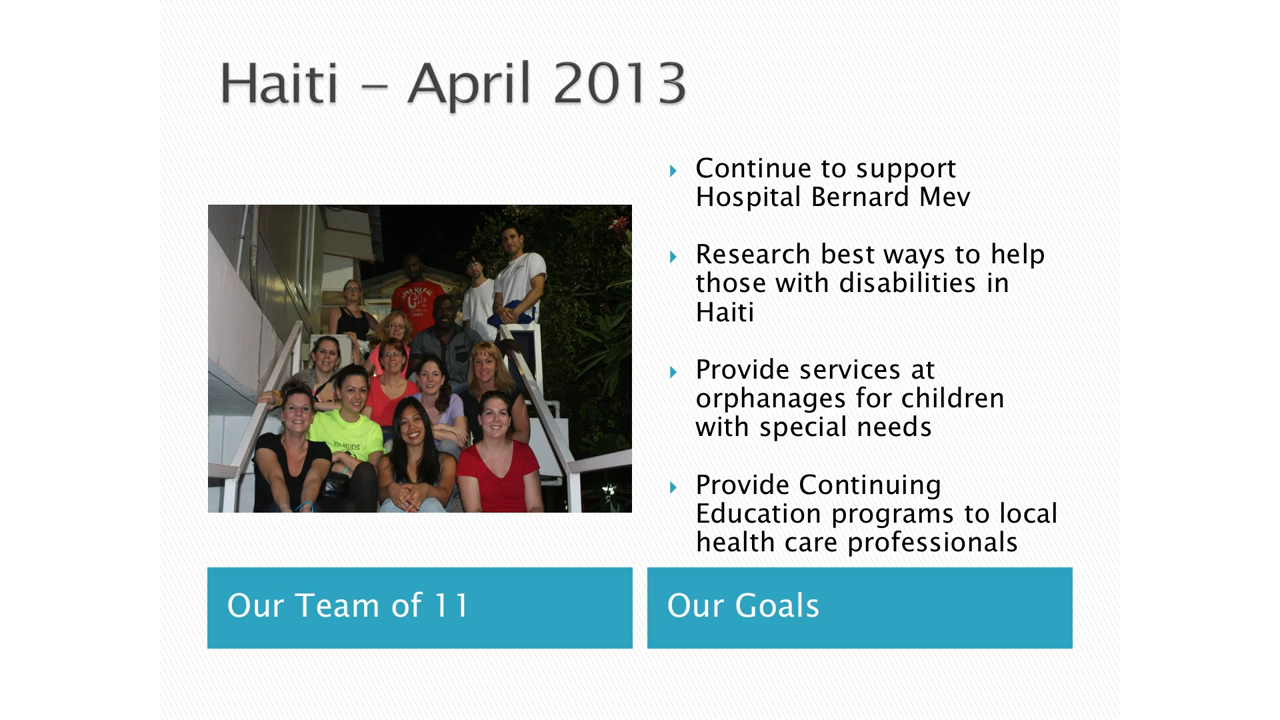 Haiti – April 2013
Continue to support
Hospital Bernard Mev
Research best ways to help
those with disabilities in
Haiti
Provide services at
orphanages for children
with special needs
Provide Continuing
Education programs to local
health care professionals
Our Team of 11
Our Goals